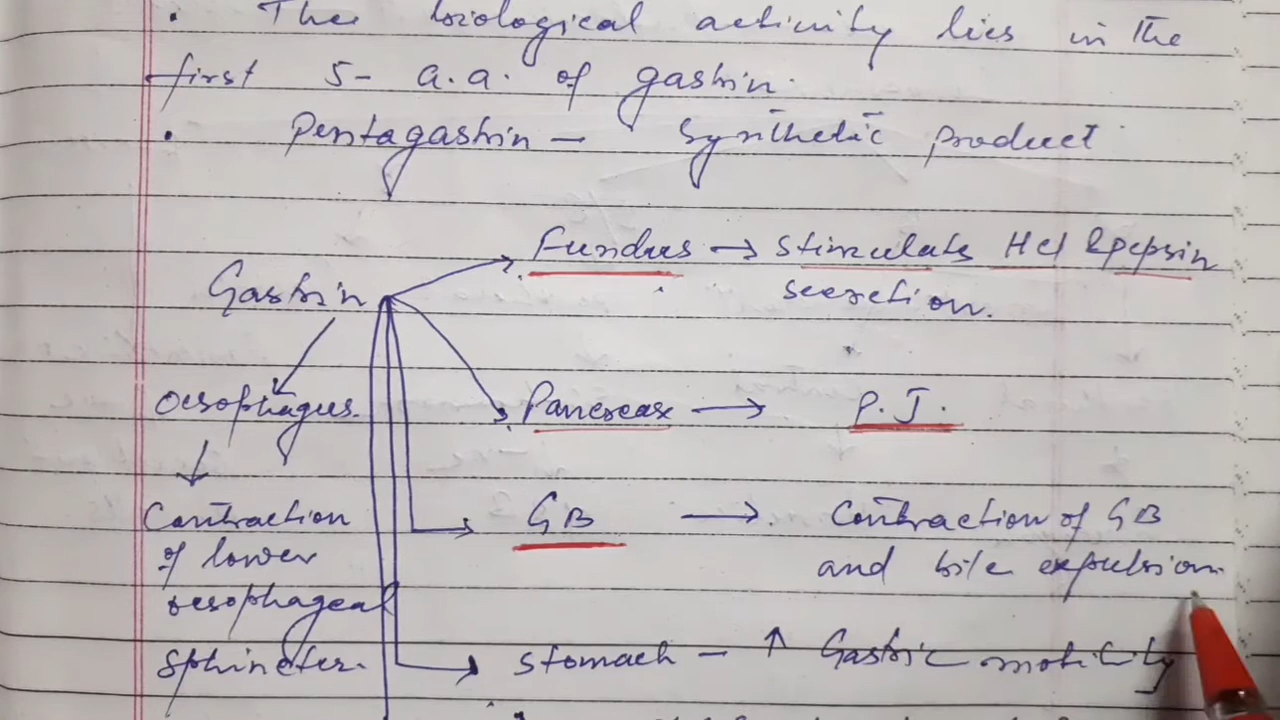 • The biological activity lies in the
first 5- a.a. of gastrin.
• Pentagastrin – Synthetic product
Gastrin
Fundus → Stimulate Hcl & pepsin
secretion.
Oesophagus.
Pancrease → P.J.
Contraction
of lower
oesophageal
Sphincter.
GB → Contraction of GB
and bile expulsion.
Stomach – ↑ Gastric motility